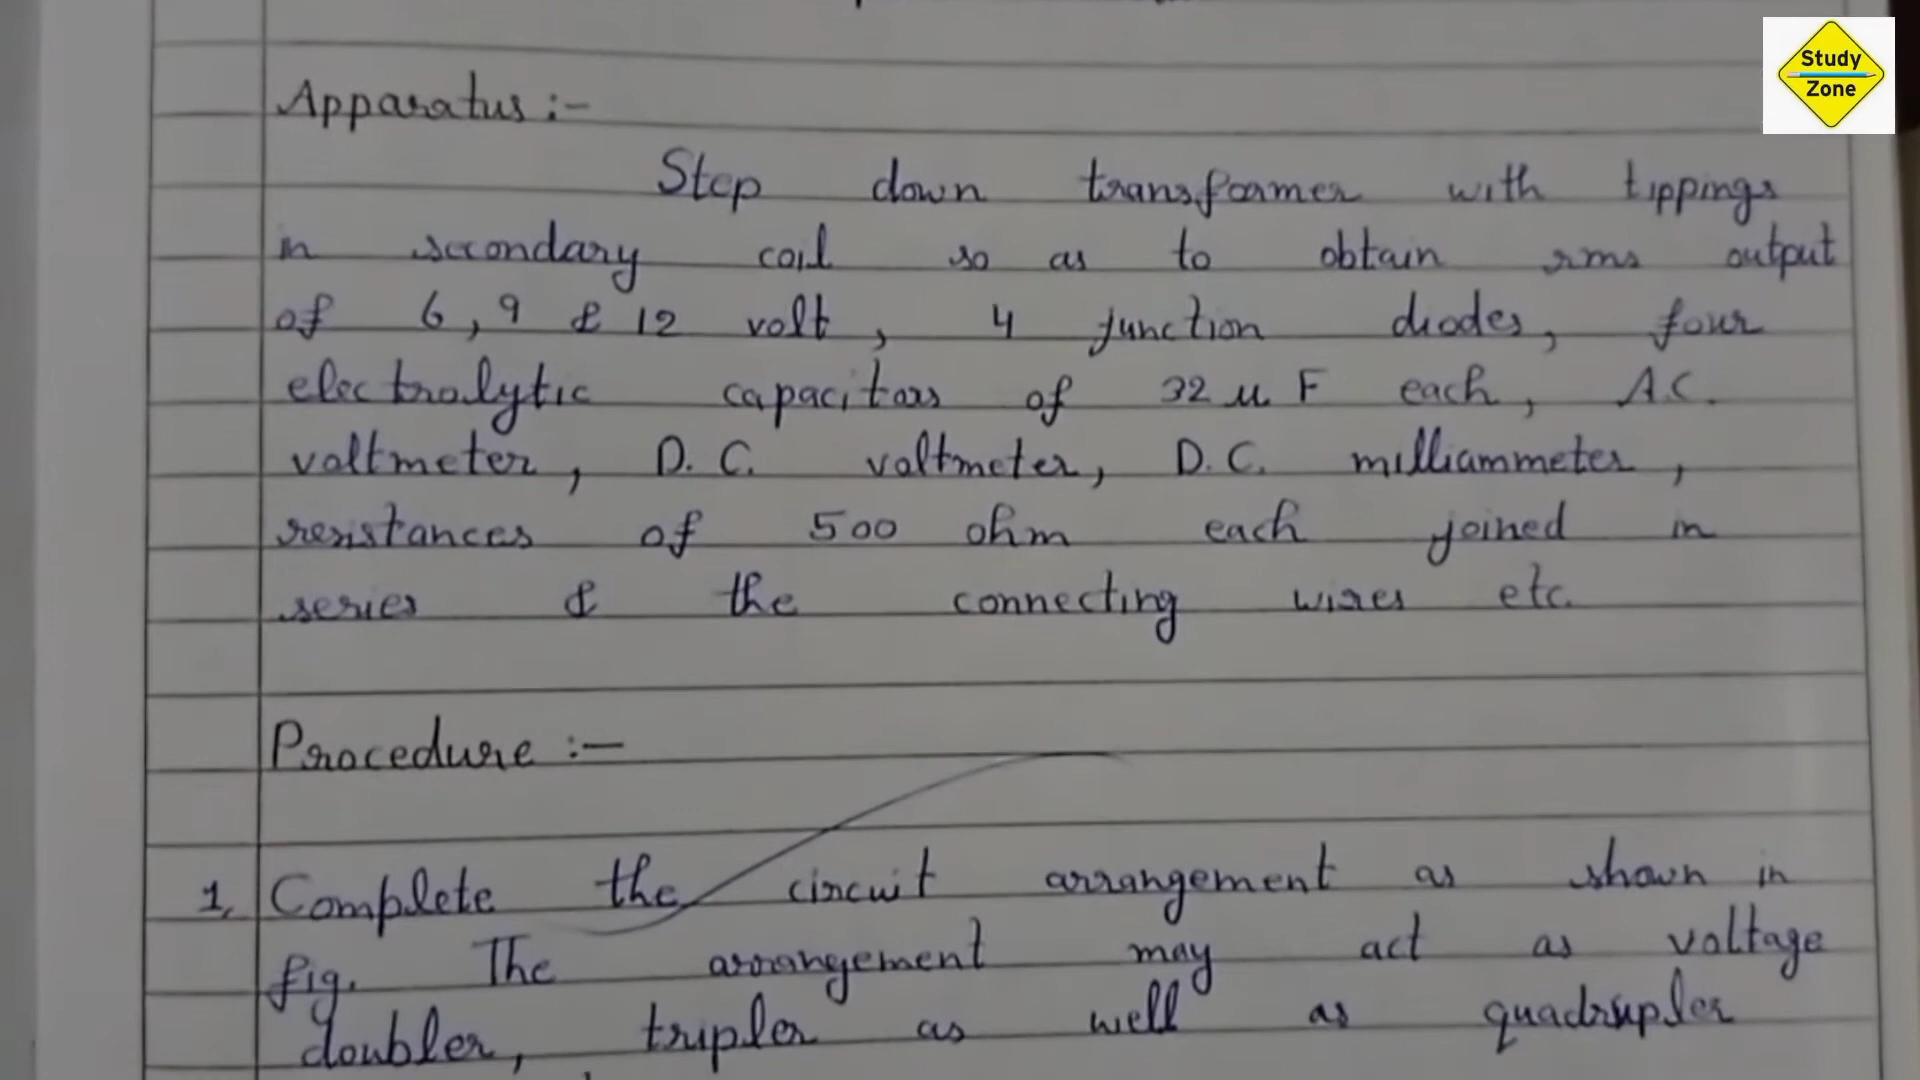 Study
Zone
Apparatus :-
Step down transformer with tippings
in secondary coil so as to obtain rms output
of 6, 9 & 12 volt, 4 junction diodes, four
electrolytic capacitors of 32 μF each, A.C.
voltmeter, D.C. voltmeter, D.C. milliammeter,
resistances of 500 ohm each joined in
series & the connecting wires etc.
Procedure :-
1. Complete the circuit arrangement as shown in
fig. The arrangement may act as voltage
doubler, tripler as well as quadrupler